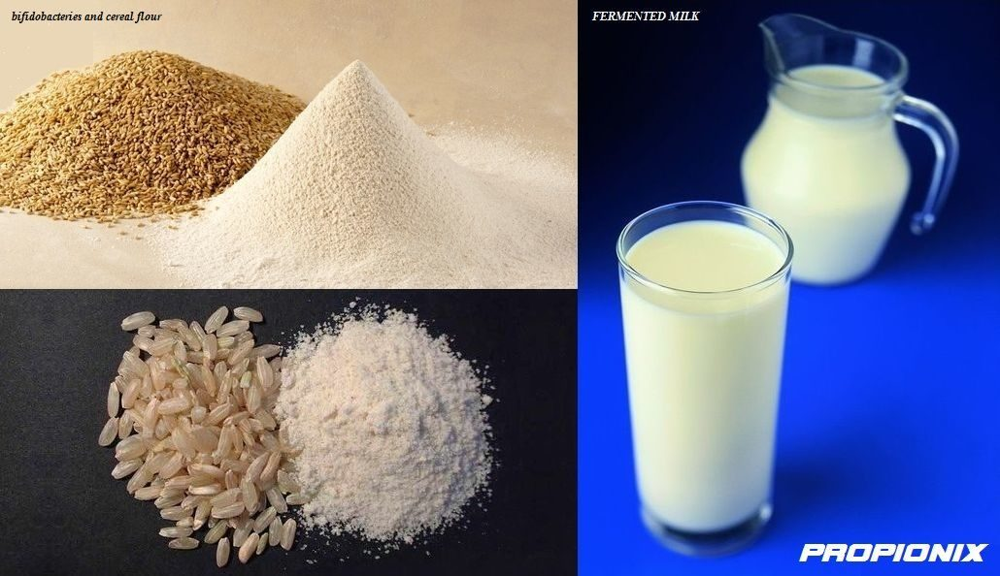 bifidobacteries and cereal flour
FERMENTED MILK
PROPIONIX